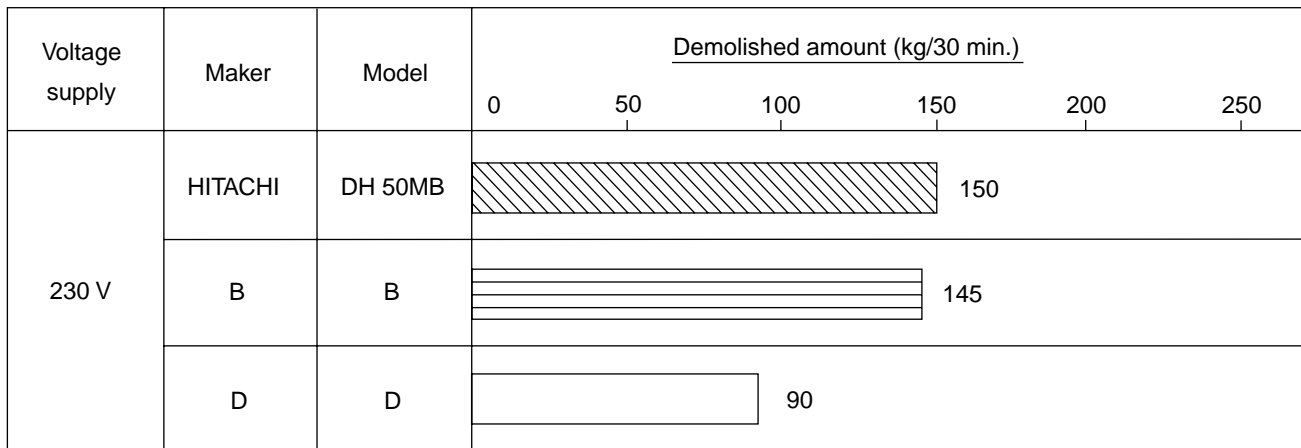 Voltage
supply
Maker
Model
Demolished amount (kg/30 min.)
0 50 100 150 200 250
230 V
HITACHI DH 50MB 150
B B 145
D D 90